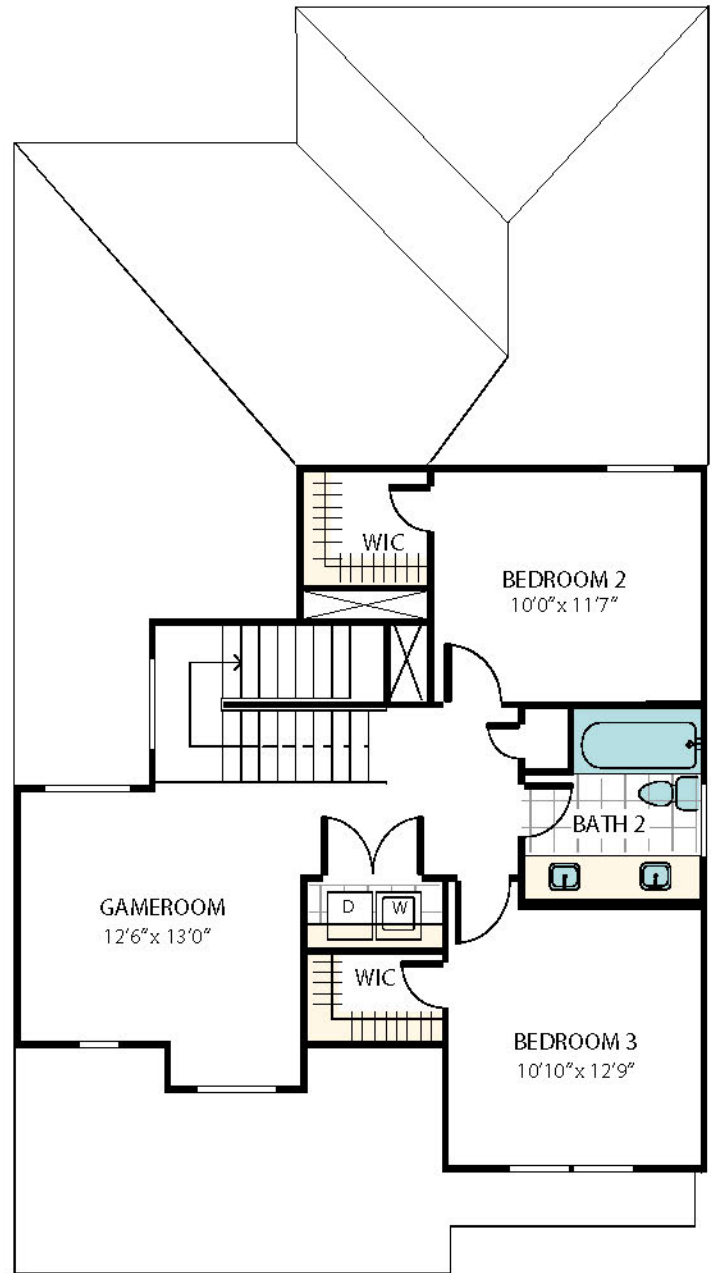 WIC
BEDROOM 2
10'0" x 11'7"
BATH 2
GAMEROOM
12'6" x 13'0"
D
W
WIC
BEDROOM 3
10'10" x 12'9"